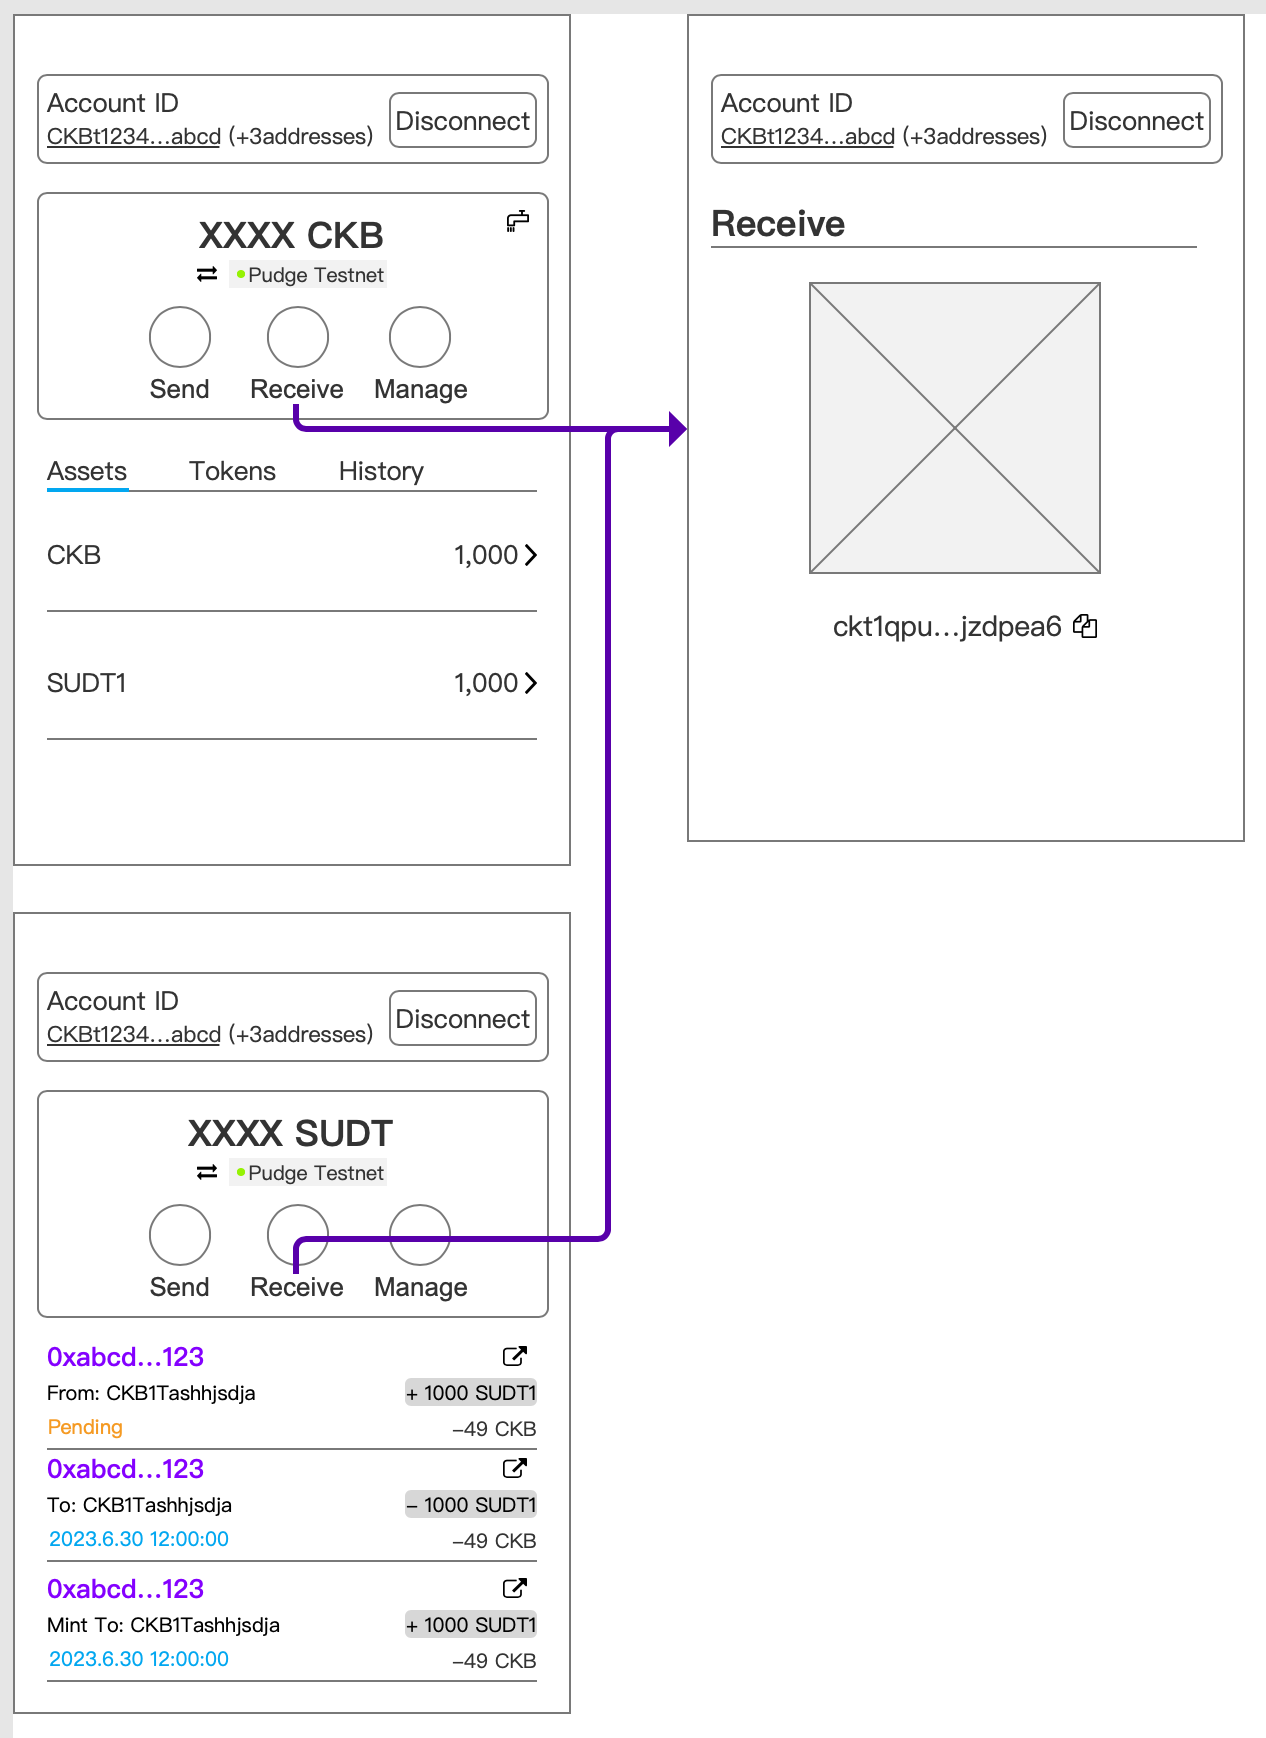 Account ID
CKBt1234...abcd (+3addresses)
Disconnect
XXXX CKB
Pudge Testnet
Send Receive Manage
Assets Tokens History
CKB 1,000
SUDT1 1,000
Account ID
CKBt1234...abcd (+3addresses)
Disconnect
Receive
ckt1qpu...jzdpea6
Account ID
CKBt1234...abcd (+3addresses)
Disconnect
XXXX SUDT
Pudge Testnet
Send Receive Manage
0xabcd...123
From: CKB1Tashhjsdja + 1000 SUDT1
Pending –49 CKB
0xabcd...123
To: CKB1Tashhjsdja – 1000 SUDT1
2023.6.30 12:00:00 –49 CKB
0xabcd...123
Mint To: CKB1Tashhjsdja + 1000 SUDT1
2023.6.30 12:00:00 –49 CKB